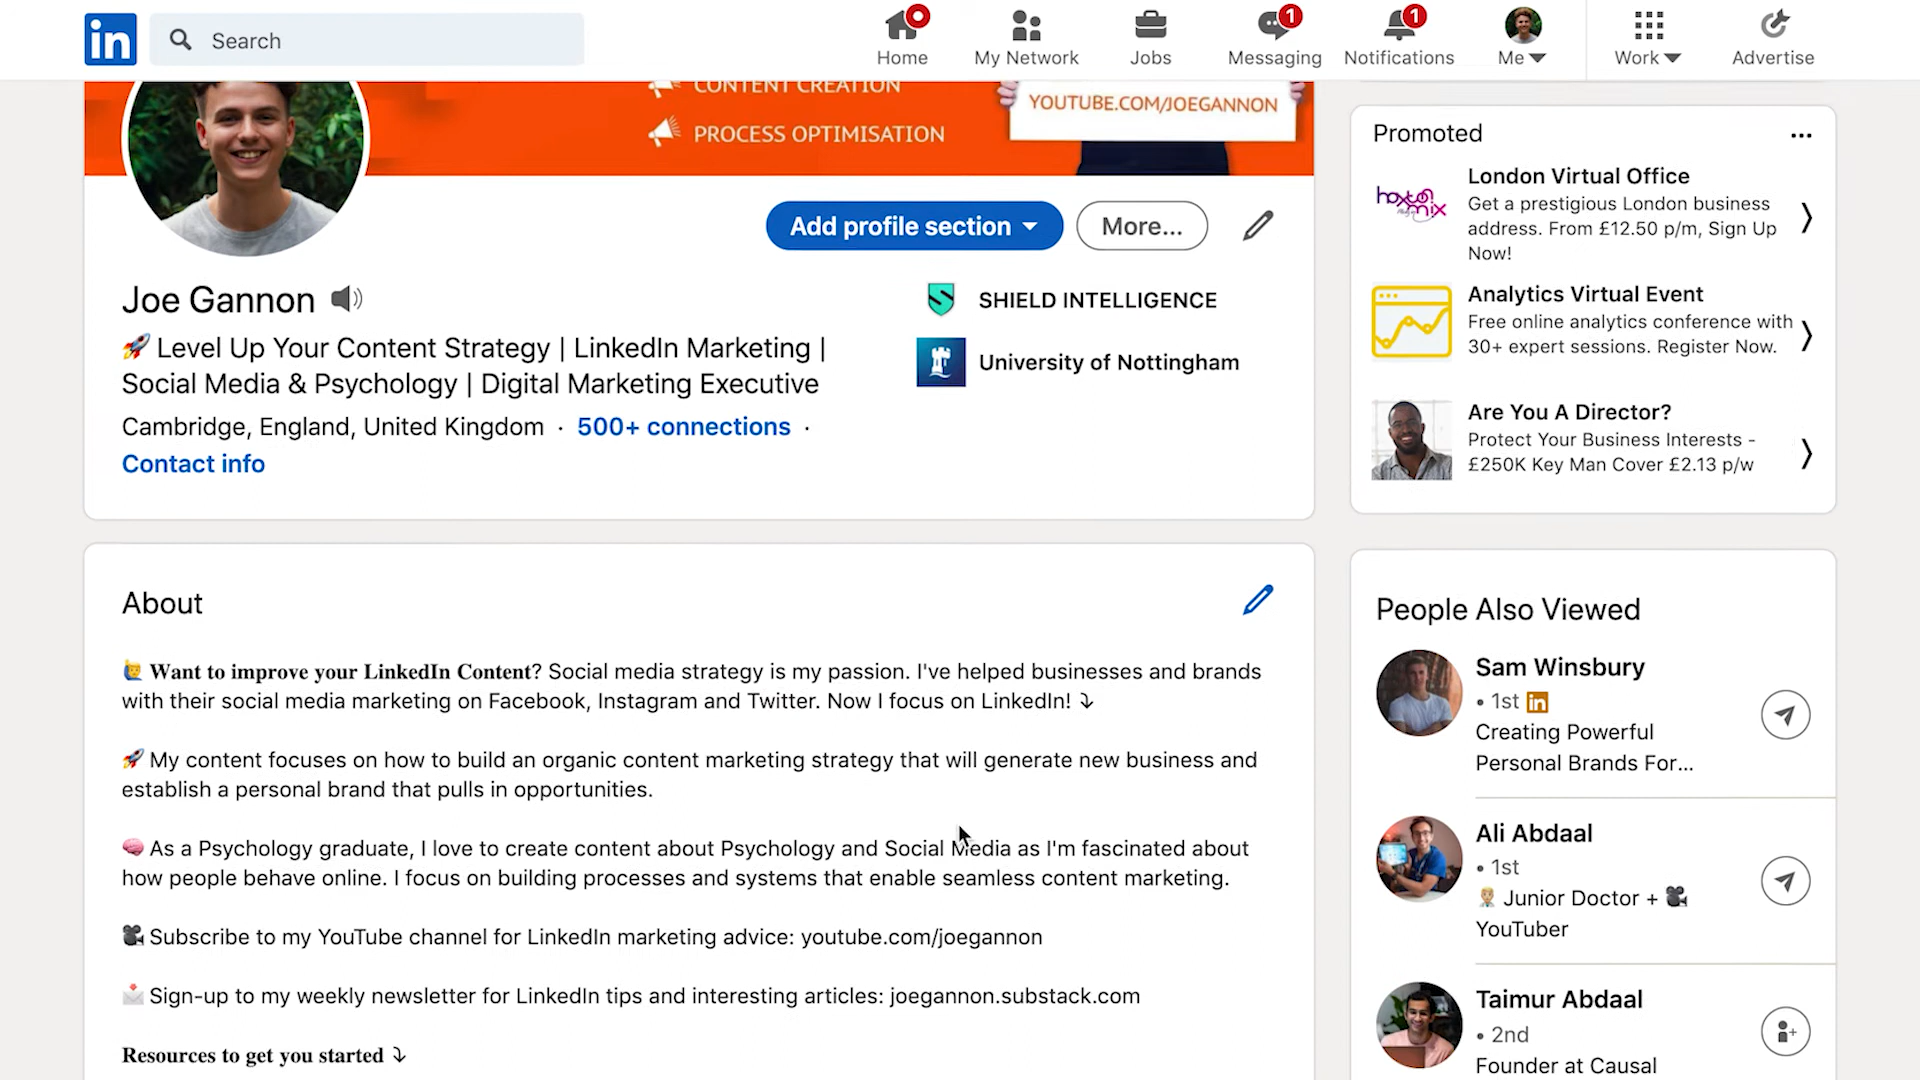 in
Search
Home
My Network
Jobs
1
Messaging
1
Notifications
Me
Work
Advertise
CONTENT CREATION
PROCESS OPTIMISATION
YOUTUBE.COM/JOEGANNON
Add profile section
More...
Joe Gannon
🚀 Level Up Your Content Strategy | LinkedIn Marketing |
Social Media & Psychology | Digital Marketing Executive
Cambridge, England, United Kingdom · 500+ connections ·
Contact info
SHIELD INTELLIGENCE
University of Nottingham
About
🙋‍♂️ Want to improve your LinkedIn Content? Social media strategy is my passion. I've helped businesses and brands
with their social media marketing on Facebook, Instagram and Twitter. Now I focus on LinkedIn! ⤵
🚀 My content focuses on how to build an organic content marketing strategy that will generate new business and
establish a personal brand that pulls in opportunities.
🧠 As a Psychology graduate, I love to create content about Psychology and Social Media as I'm fascinated about
how people behave online. I focus on building processes and systems that enable seamless content marketing.
🎥 Subscribe to my YouTube channel for LinkedIn marketing advice: youtube.com/joegannon
📩 Sign-up to my weekly newsletter for LinkedIn tips and interesting articles: joegannon.substack.com
Resources to get you started ⤵
Promoted
hoxton mix
London Virtual Office
Get a prestigious London business
address. From £12.50 p/m, Sign Up
Now!
Analytics Virtual Event
Free online analytics conference with
30+ expert sessions. Register Now.
Are You A Director?
Protect Your Business Interests -
£250K Key Man Cover £2.13 p/w
People Also Viewed
Sam Winsbury
• 1st in
Creating Powerful
Personal Brands For...
Ali Abdaal
• 1st
👨🏼‍⚕️ Junior Doctor + 🎥
YouTuber
Taimur Abdaal
• 2nd
Founder at Causal